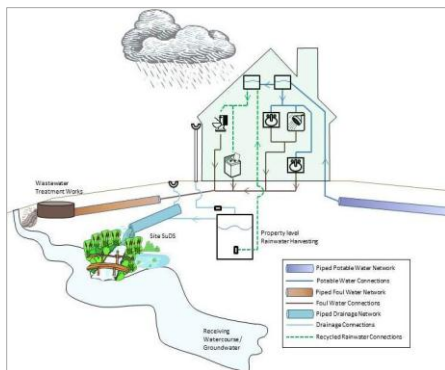 Wastewater
Treatment Works
Site SuDS
Property level
Rainwater Harvesting
Receiving
Watercourse/
Groundwater
Piped Potable Water Network
Potable Water Connections
Piped Foul Water Network
Foul Water Connections
Piped Drainage Network
Drainage Connections
Recycled Rainwater Connections